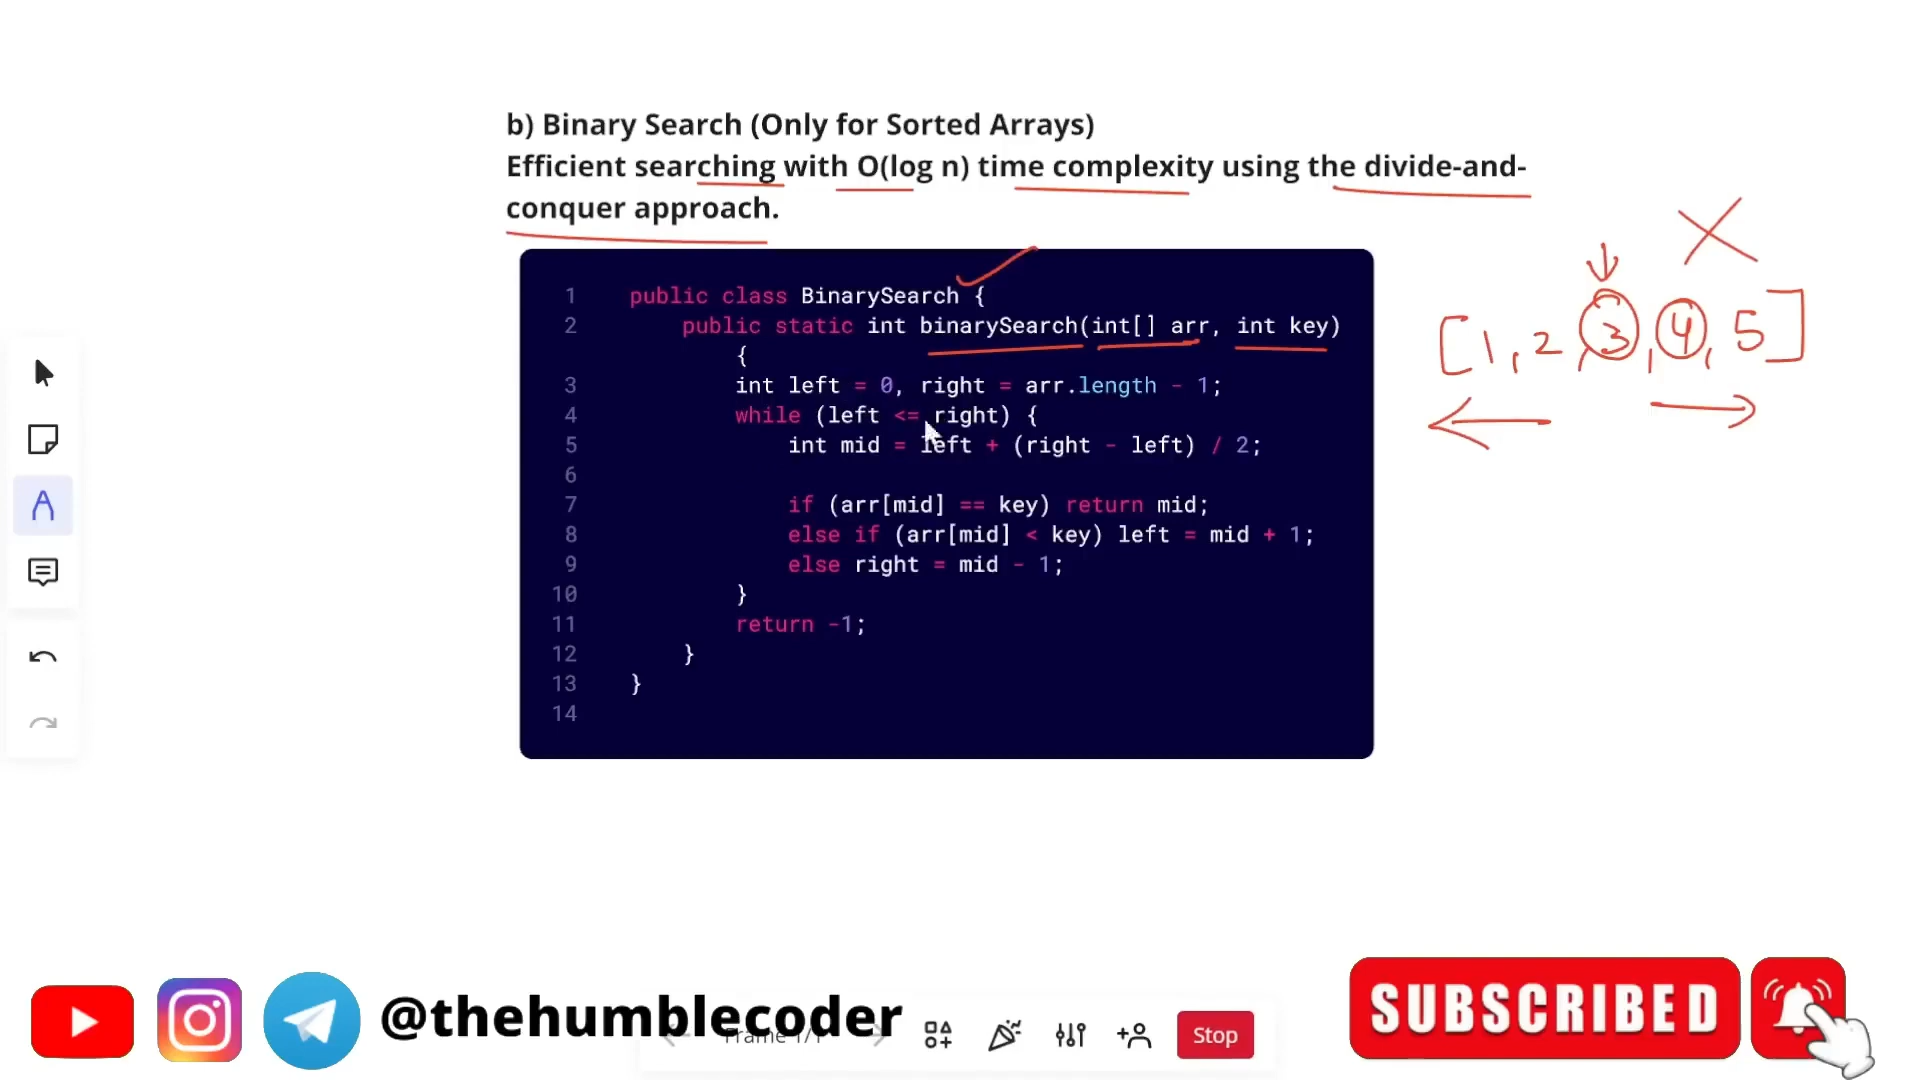 b) Binary Search (Only for Sorted Arrays)
Efficient searching with O(log n) time complexity using the divide-and-
conquer approach.
1 public class BinarySearch {
2 public static int binarySearch(int[] arr, int key)
{
3 int left = 0, right = arr.length - 1;
4 while (left <= right) {
5 int mid = left + (right - left) / 2;
6
7 if (arr[mid] == key) return mid;
8 else if (arr[mid] < key) left = mid + 1;
9 else right = mid - 1;
10 }
11 return -1;
12 }
13 }
14
[1, 2, 3, 4, 5]
@thehumblecoder
Frame 1/1
Stop
SUBSCRIBED